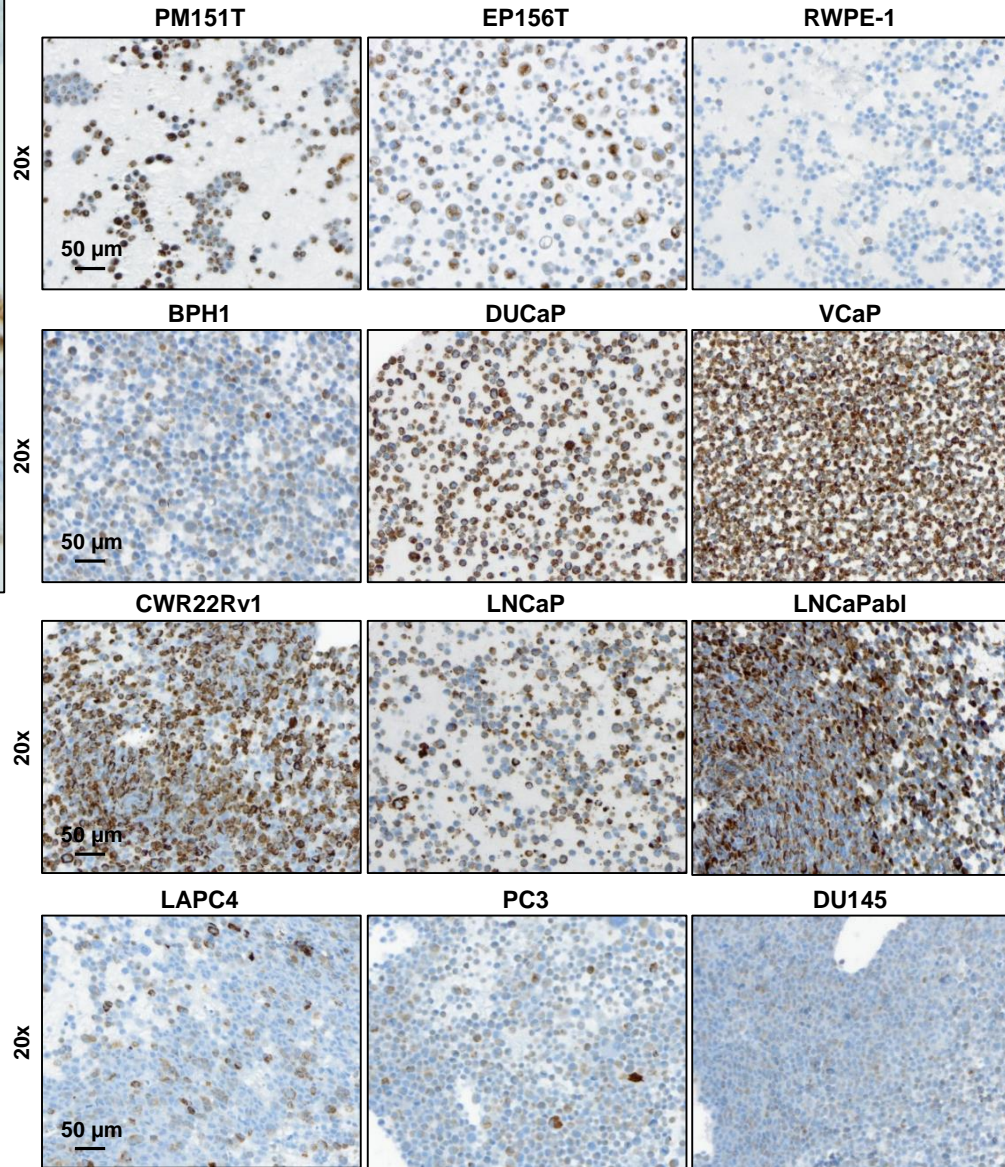 PM151T EP156T RWPE-1
20x
50 µm
BPH1 DUCaP VCaP
20x
50 µm
CWR22Rv1 LNCaP LNCaPabl
20x
50 µm
LAPC4 PC3 DU145
20x
50 µm